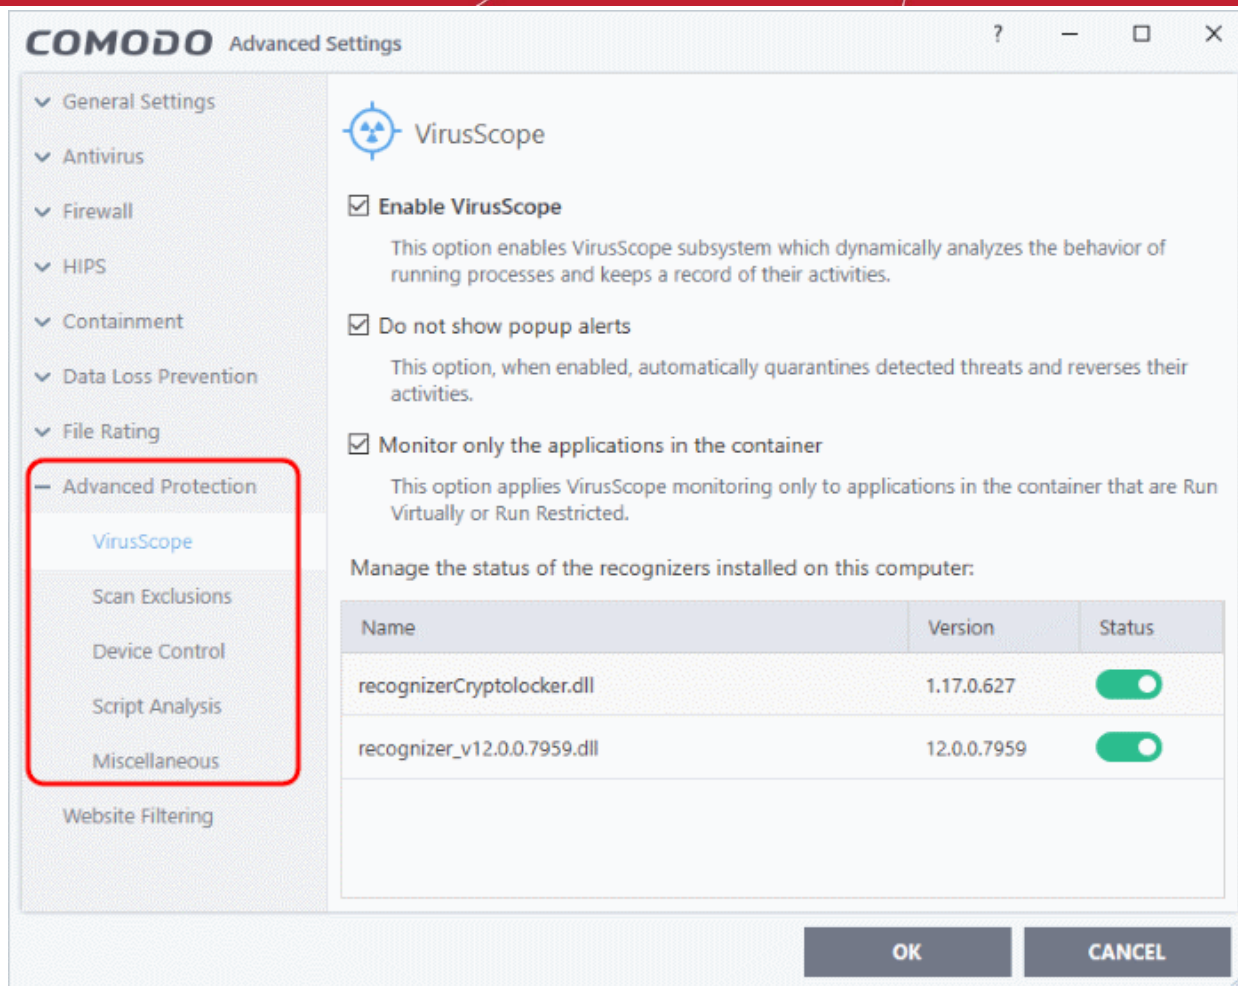 COMODO Advanced Settings ?
General Settings
Antivirus
Firewall
HIPS
Containment
Data Loss Prevention
File Rating
Advanced Protection
VirusScope
Scan Exclusions
Device Control
Script Analysis
Miscellaneous
Website Filtering
VirusScope
Enable VirusScope
This option enables VirusScope subsystem which dynamically analyzes the behavior of
running processes and keeps a record of their activities.
Do not show popup alerts
This option, when enabled, automatically quarantines detected threats and reverses their
activities.
Monitor only the applications in the container
This option applies VirusScope monitoring only to applications in the container that are Run
Virtually or Run Restricted.
Manage the status of the recognizers installed on this computer:
Name Version Status
recognizerCryptolocker.dll 1.17.0.627
recognizer_v12.0.0.7959.dll 12.0.0.7959
OK CANCEL